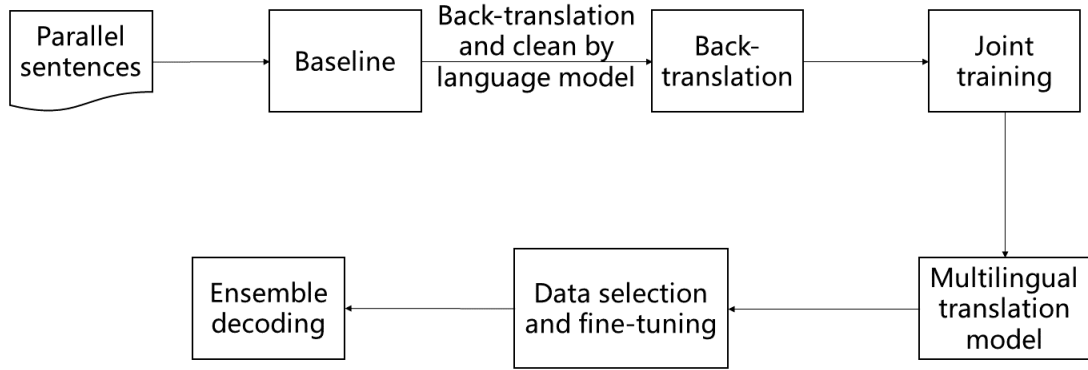 Parallel
sentences
Baseline
Back-translation
and clean by
language model
Back-
translation
Joint
training
Multilingual
translation
model
Data selection
and fine-tuning
Ensemble
decoding